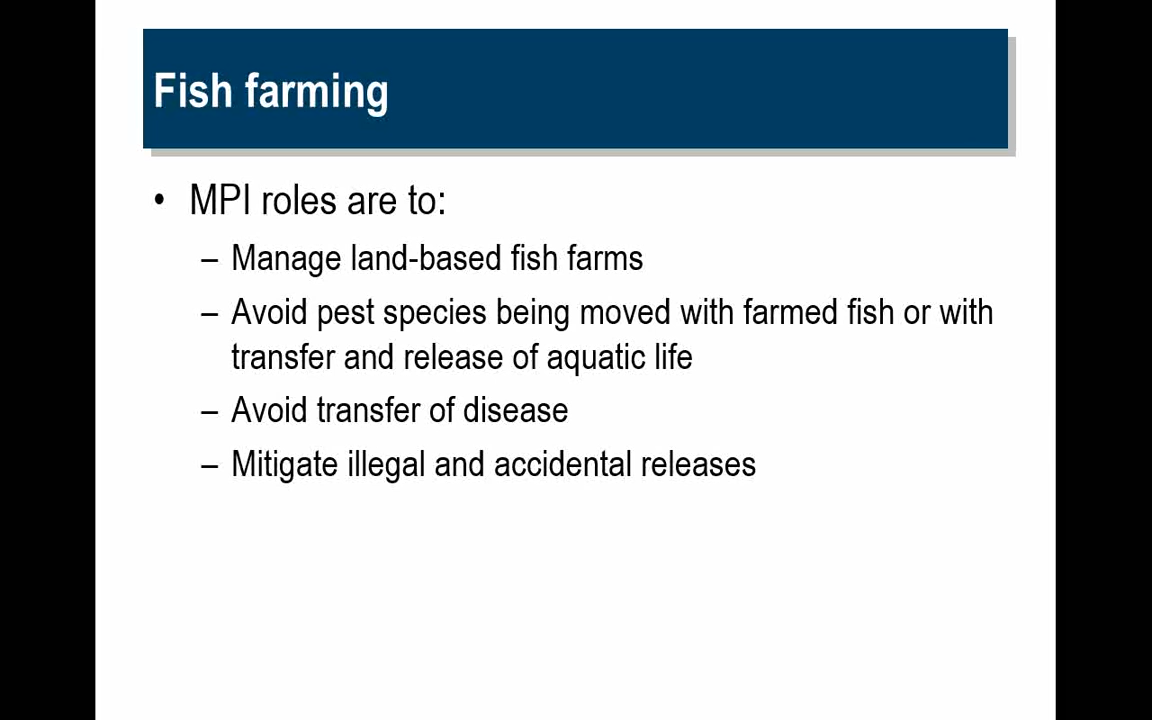 Fish farming
• MPI roles are to:
– Manage land-based fish farms
– Avoid pest species being moved with farmed fish or with
transfer and release of aquatic life
– Avoid transfer of disease
– Mitigate illegal and accidental releases